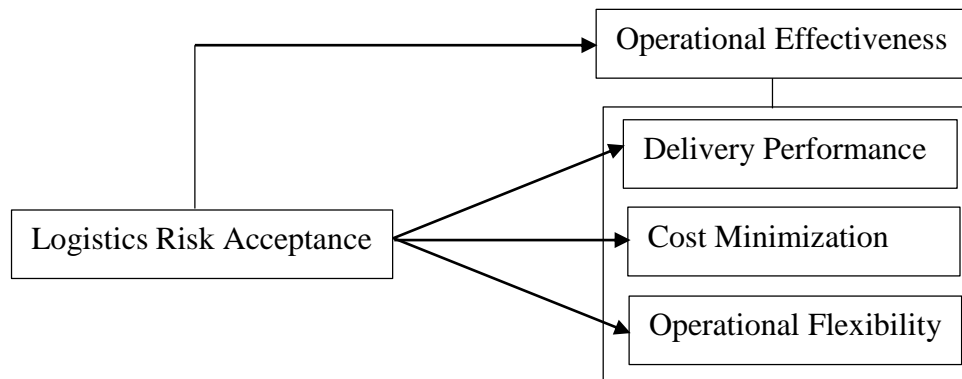 Operational Effectiveness
Delivery Performance
Logistics Risk Acceptance
Cost Minimization
Operational Flexibility